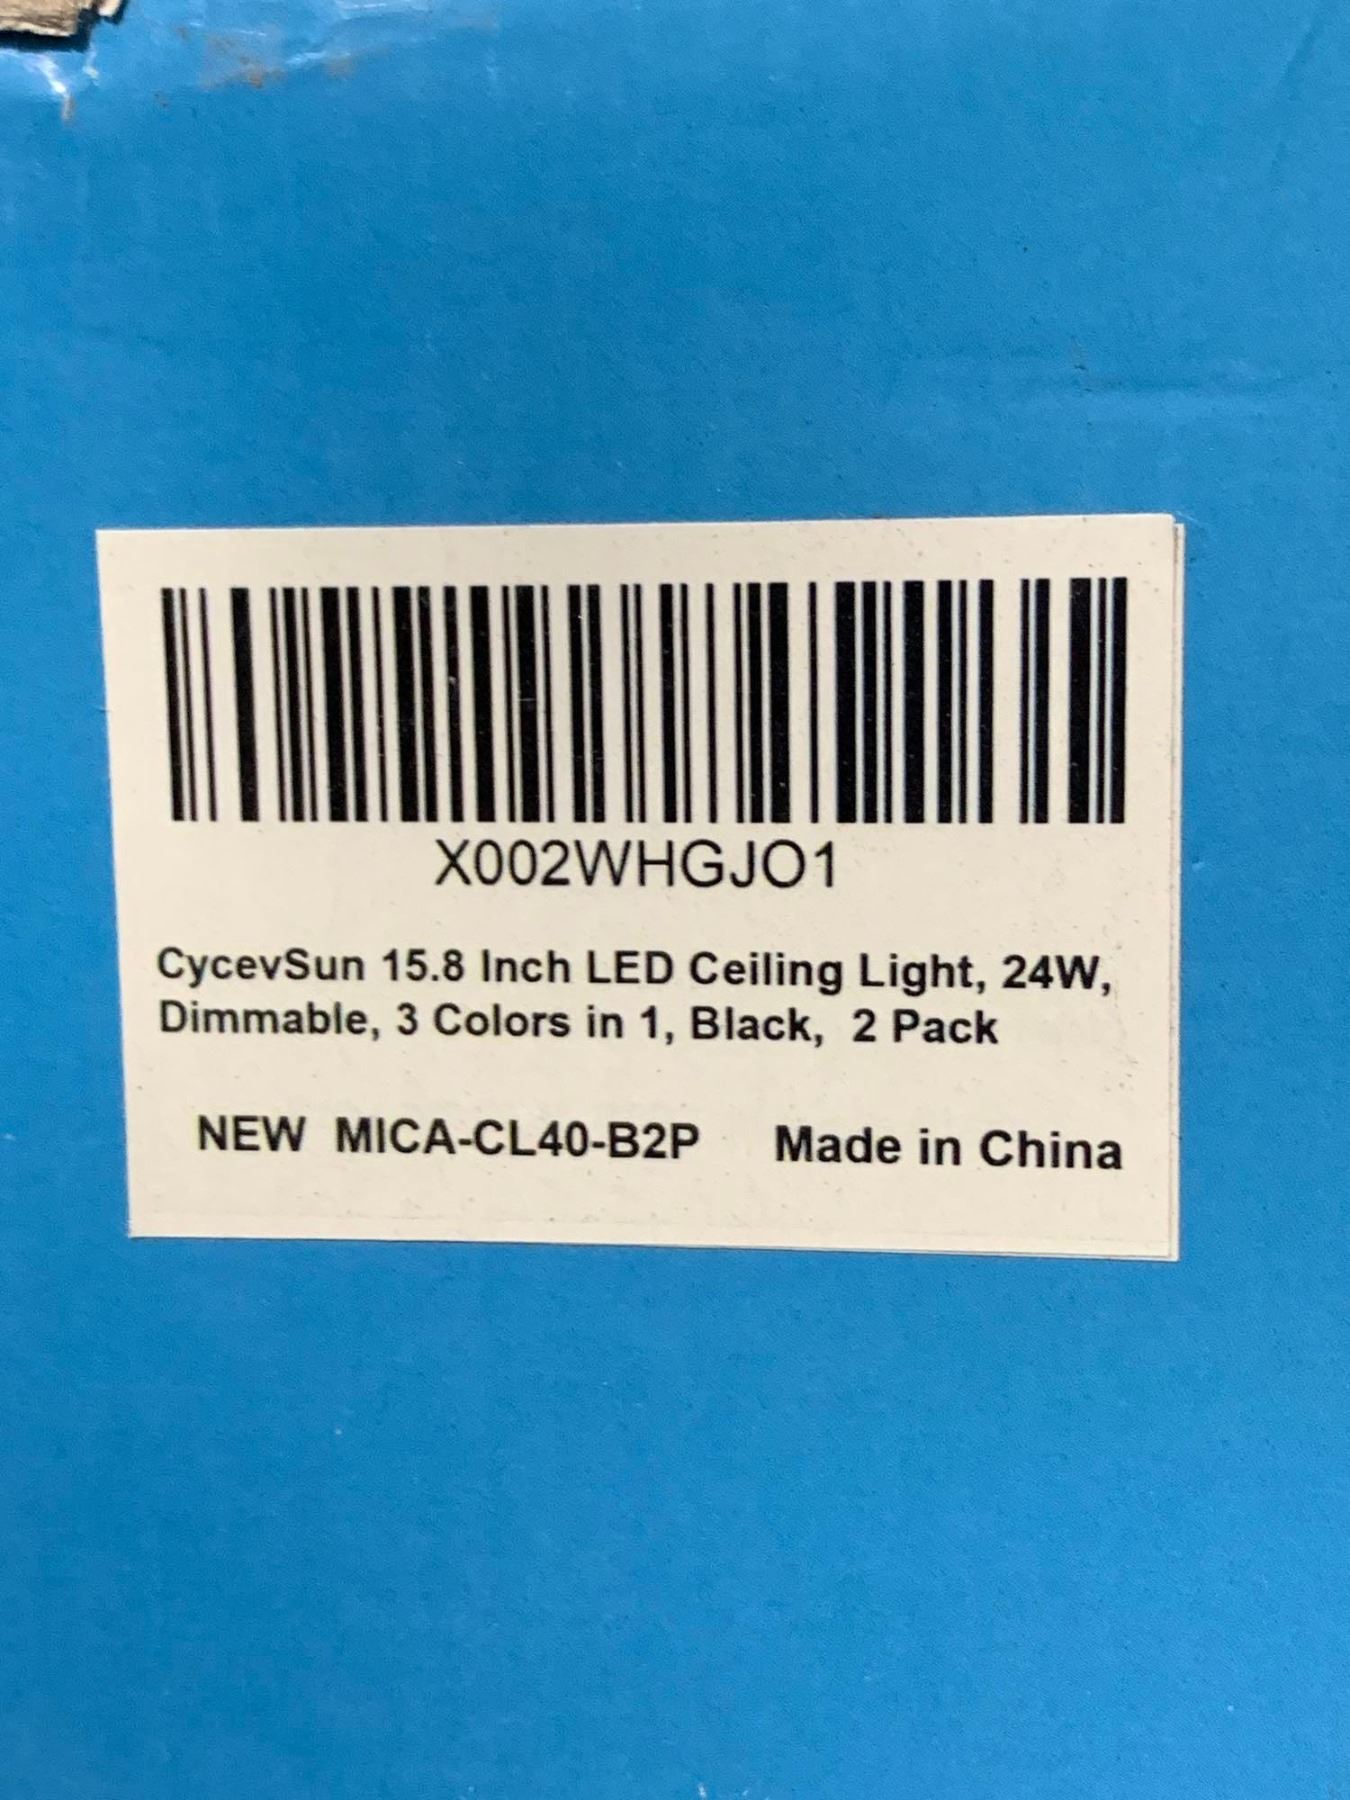 X002WHGJO1
CycevSun 15.8 Inch LED Ceiling Light, 24W,
Dimmable, 3 Colors in 1, Black,  2 Pack
NEW  MICA-CL40-B2P     Made in China